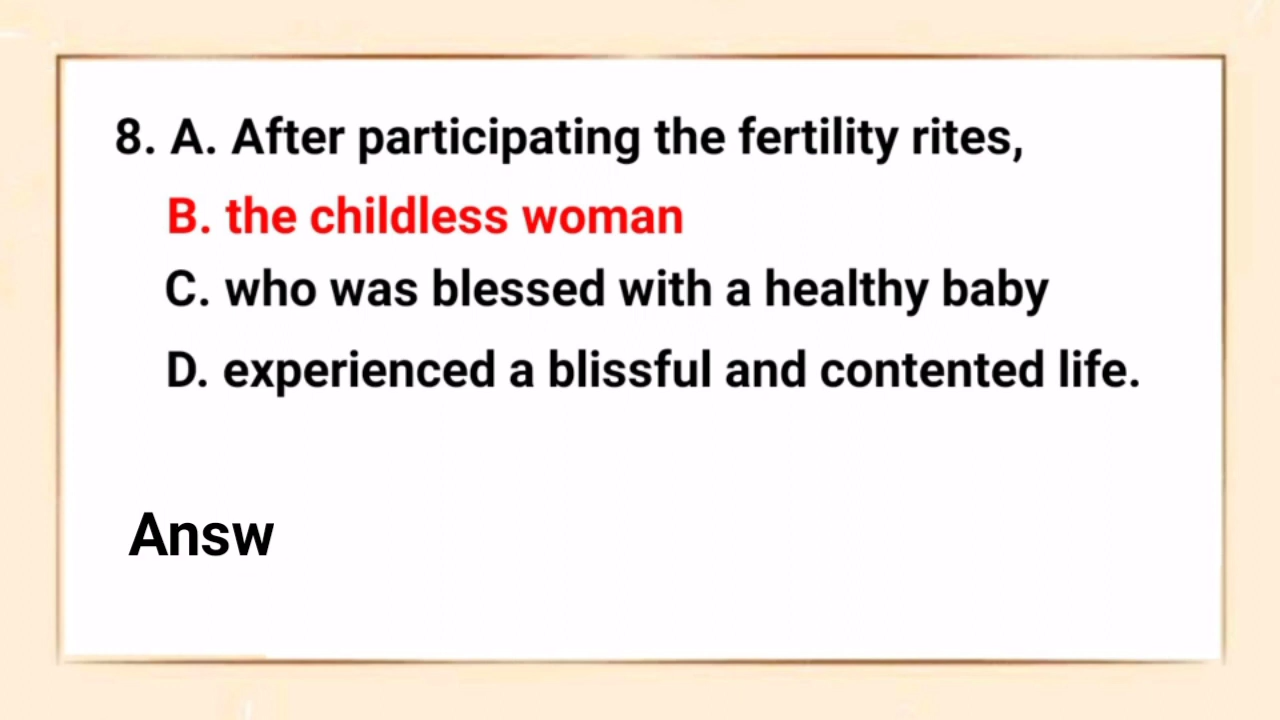 8. A. After participating the fertility rites,
B. the childless woman
C. who was blessed with a healthy baby
D. experienced a blissful and contented life.
Answ